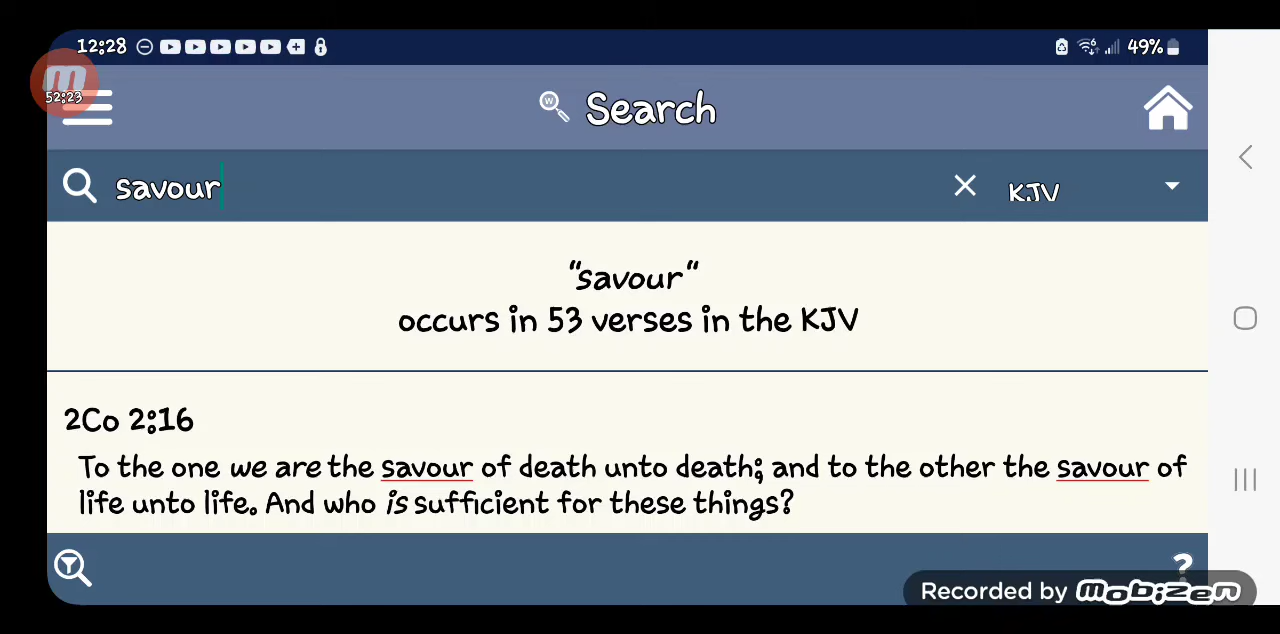 12:28 49%
52:23
Search
savour KJV
"savour"
occurs in 53 verses in the KJV
2Co 2:16
To the one we are the savour of death unto death; and to the other the savour of
life unto life. And who is sufficient for these things?
?
Recorded by mobizen